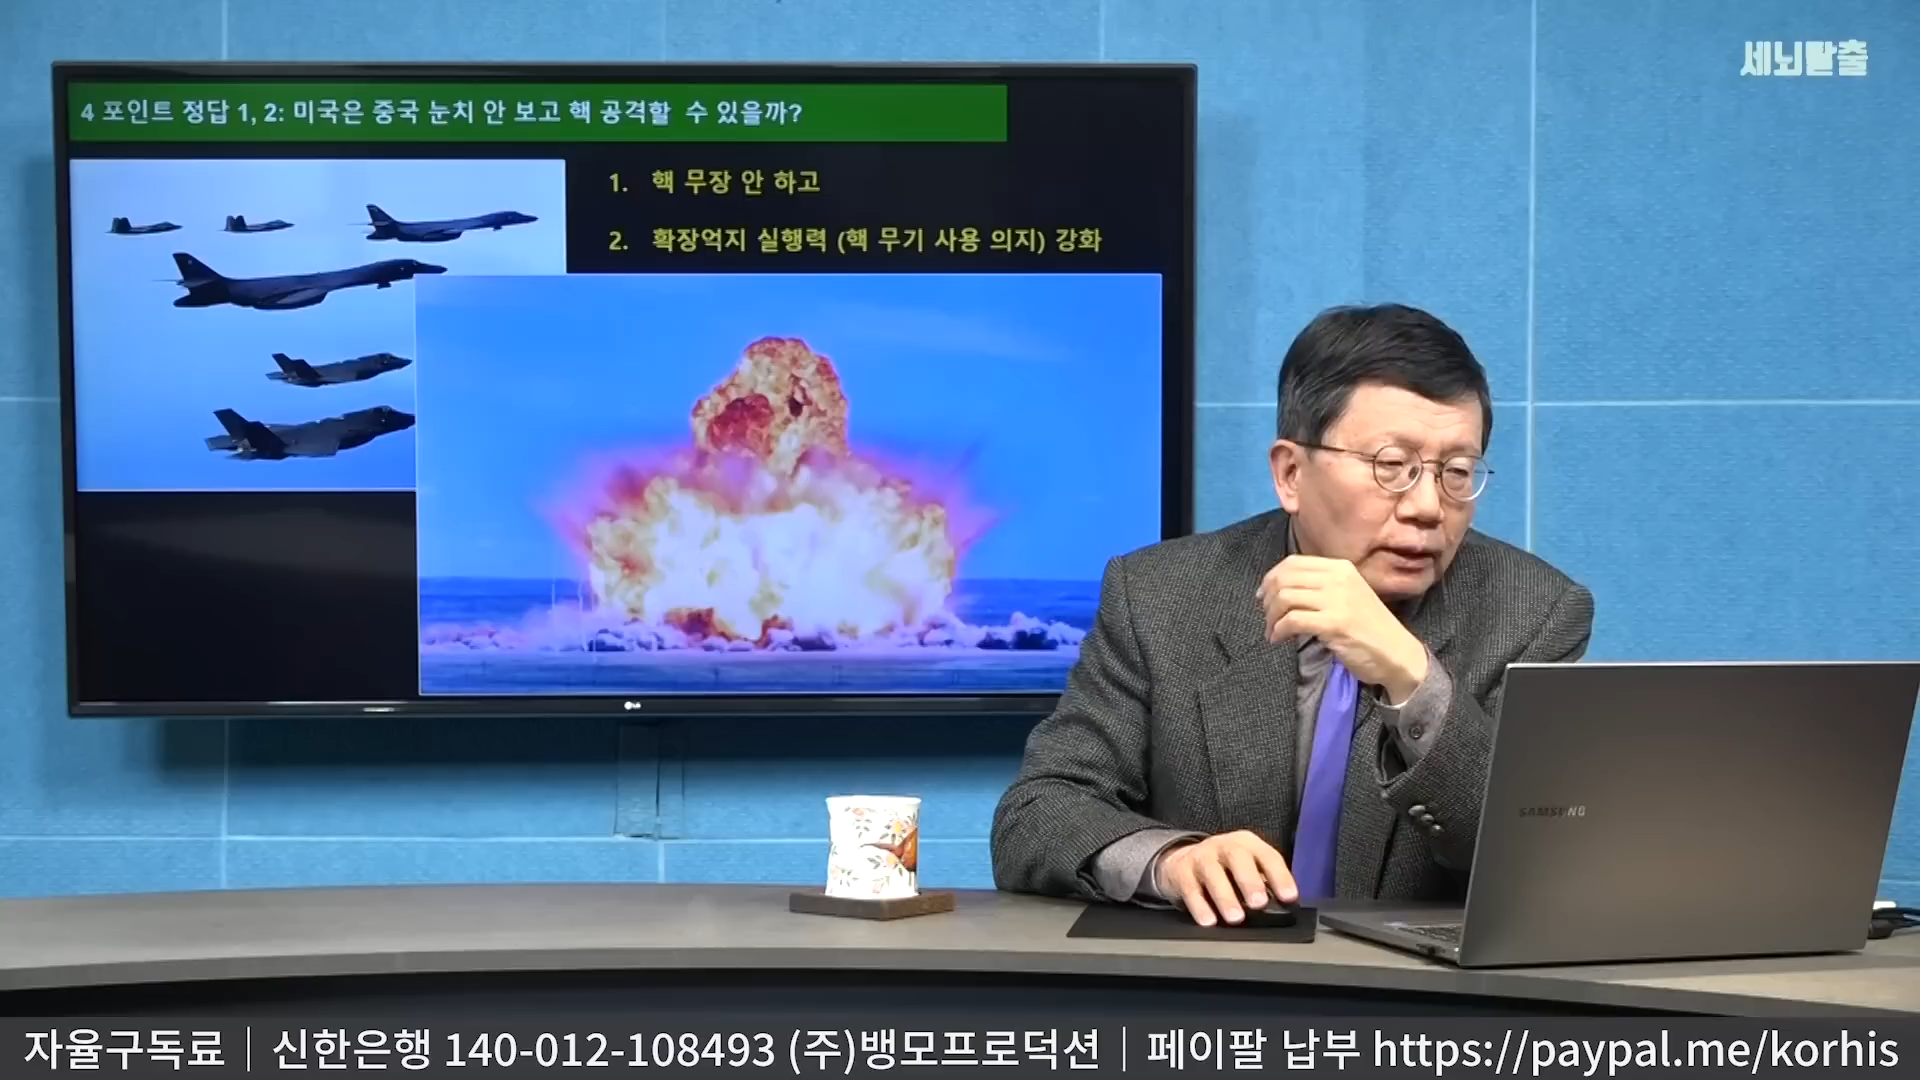 세뇌탈출
4 포인트 정답 1, 2: 미국은 중국 눈치 안 보고 핵 공격할 수 있을까?
1. 핵 무장 안 하고
2. 확장억지 실행력 (핵 무기 사용 의지) 강화
LG
SAMSUNG
자율구독료│신한은행 140-012-108493 (주)뱅모프로덕션│페이팔 납부 https://paypal.me/korhis